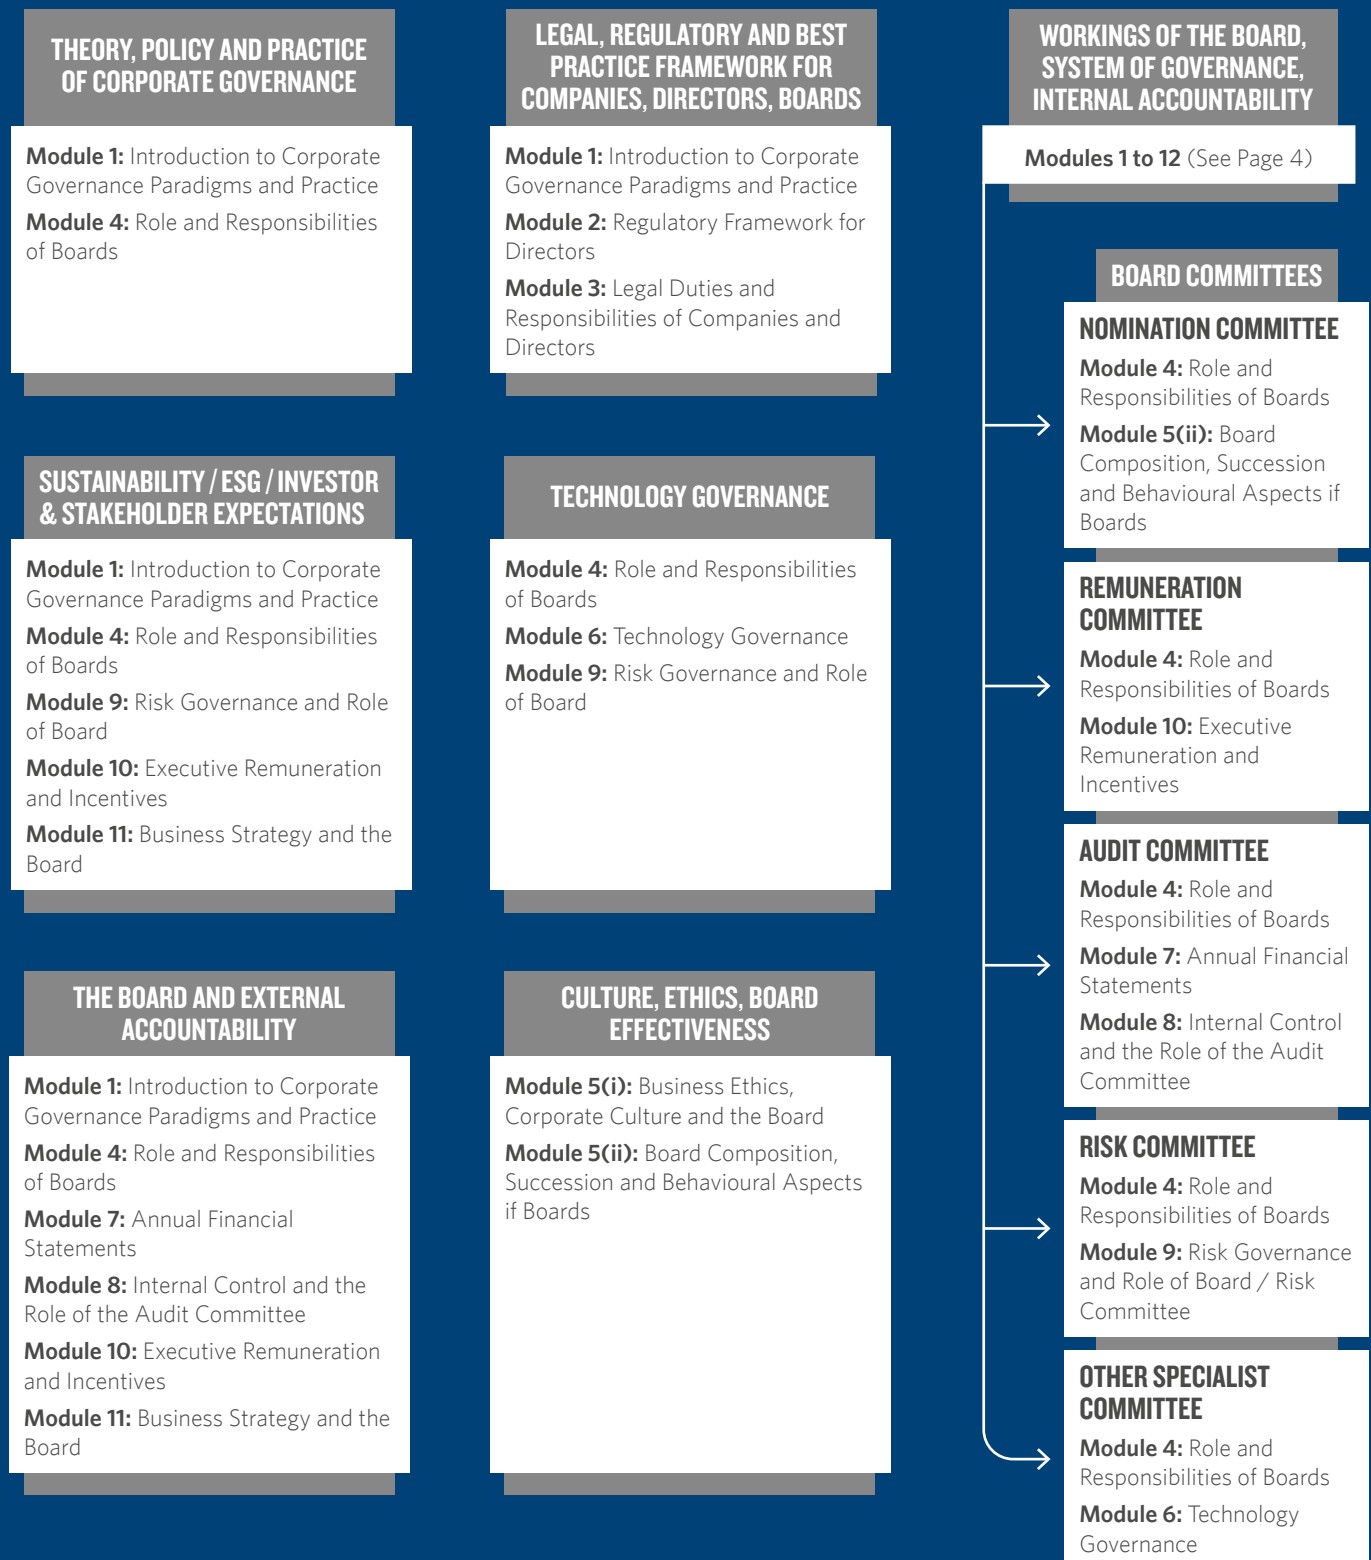 THEORY, POLICY AND PRACTICE
OF CORPORATE GOVERNANCE
Module 1: Introduction to Corporate
Governance Paradigms and Practice
Module 4: Role and Responsibilities
of Boards
LEGAL, REGULATORY AND BEST
PRACTICE FRAMEWORK FOR
COMPANIES, DIRECTORS, BOARDS
Module 1: Introduction to Corporate
Governance Paradigms and Practice
Module 2: Regulatory Framework for
Directors
Module 3: Legal Duties and
Responsibilities of Companies and
Directors
SUSTAINABILITY / ESG / INVESTOR
& STAKEHOLDER EXPECTATIONS
Module 1: Introduction to Corporate
Governance Paradigms and Practice
Module 4: Role and Responsibilities
of Boards
Module 9: Risk Governance and Role
of Board
Module 10: Executive Remuneration
and Incentives
Module 11: Business Strategy and the
Board
TECHNOLOGY GOVERNANCE
Module 4: Role and Responsibilities
of Boards
Module 6: Technology Governance
Module 9: Risk Governance and Role
of Board
THE BOARD AND EXTERNAL
ACCOUNTABILITY
Module 1: Introduction to Corporate
Governance Paradigms and Practice
Module 4: Role and Responsibilities
of Boards
Module 7: Annual Financial
Statements
Module 8: Internal Control and the
Role of the Audit Committee
Module 10: Executive Remuneration
and Incentives
Module 11: Business Strategy and the
Board
CULTURE, ETHICS, BOARD
EFFECTIVENESS
Module 5(i): Business Ethics,
Corporate Culture and the Board
Module 5(ii): Board Composition,
Succession and Behavioural Aspects
if Boards
WORKINGS OF THE BOARD,
SYSTEM OF GOVERNANCE,
INTERNAL ACCOUNTABILITY
Modules 1 to 12 (See Page 4)
BOARD COMMITTEES
NOMINATION COMMITTEE
Module 4: Role and
Responsibilities of Boards
Module 5(ii): Board
Composition, Succession
and Behavioural Aspects if
Boards
REMUNERATION
COMMITTEE
Module 4: Role and
Responsibilities of Boards
Module 10: Executive
Remuneration and
Incentives
AUDIT COMMITTEE
Module 4: Role and
Responsibilities of Boards
Module 7: Annual Financial
Statements
Module 8: Internal Control
and the Role of the Audit
Committee
RISK COMMITTEE
Module 4: Role and
Responsibilities of Boards
Module 9: Risk Governance
and Role of Board / Risk
Committee
OTHER SPECIALIST
COMMITTEE
Module 4: Role and
Responsibilities of Boards
Module 6: Technology
Governance